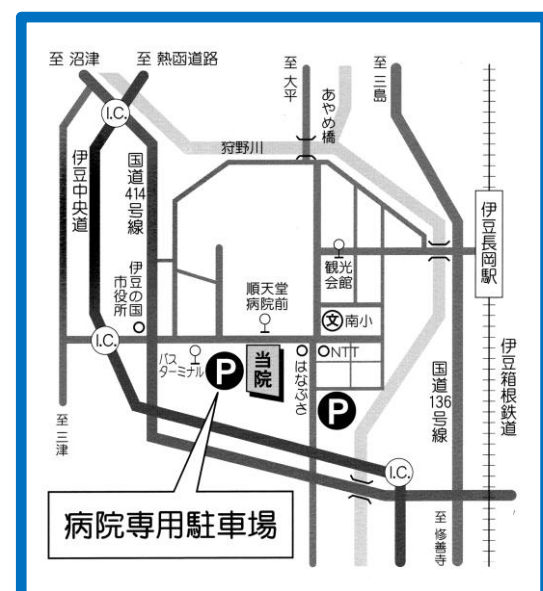 至 沼津
至 熱函道路
至 大平
あやめ橋
至 三島
I.C.
狩野川
伊豆中央道
国道414号線
伊豆長岡駅
伊豆の国
市役所
順天堂
病院前
観光
会館
文
南小
I.C.
バス
ターミナル
P
当院
はなぶさ
NTT
P
国道136号線
伊豆箱根鉄道
至 三津
I.C.
病院専用駐車場
至 修善寺